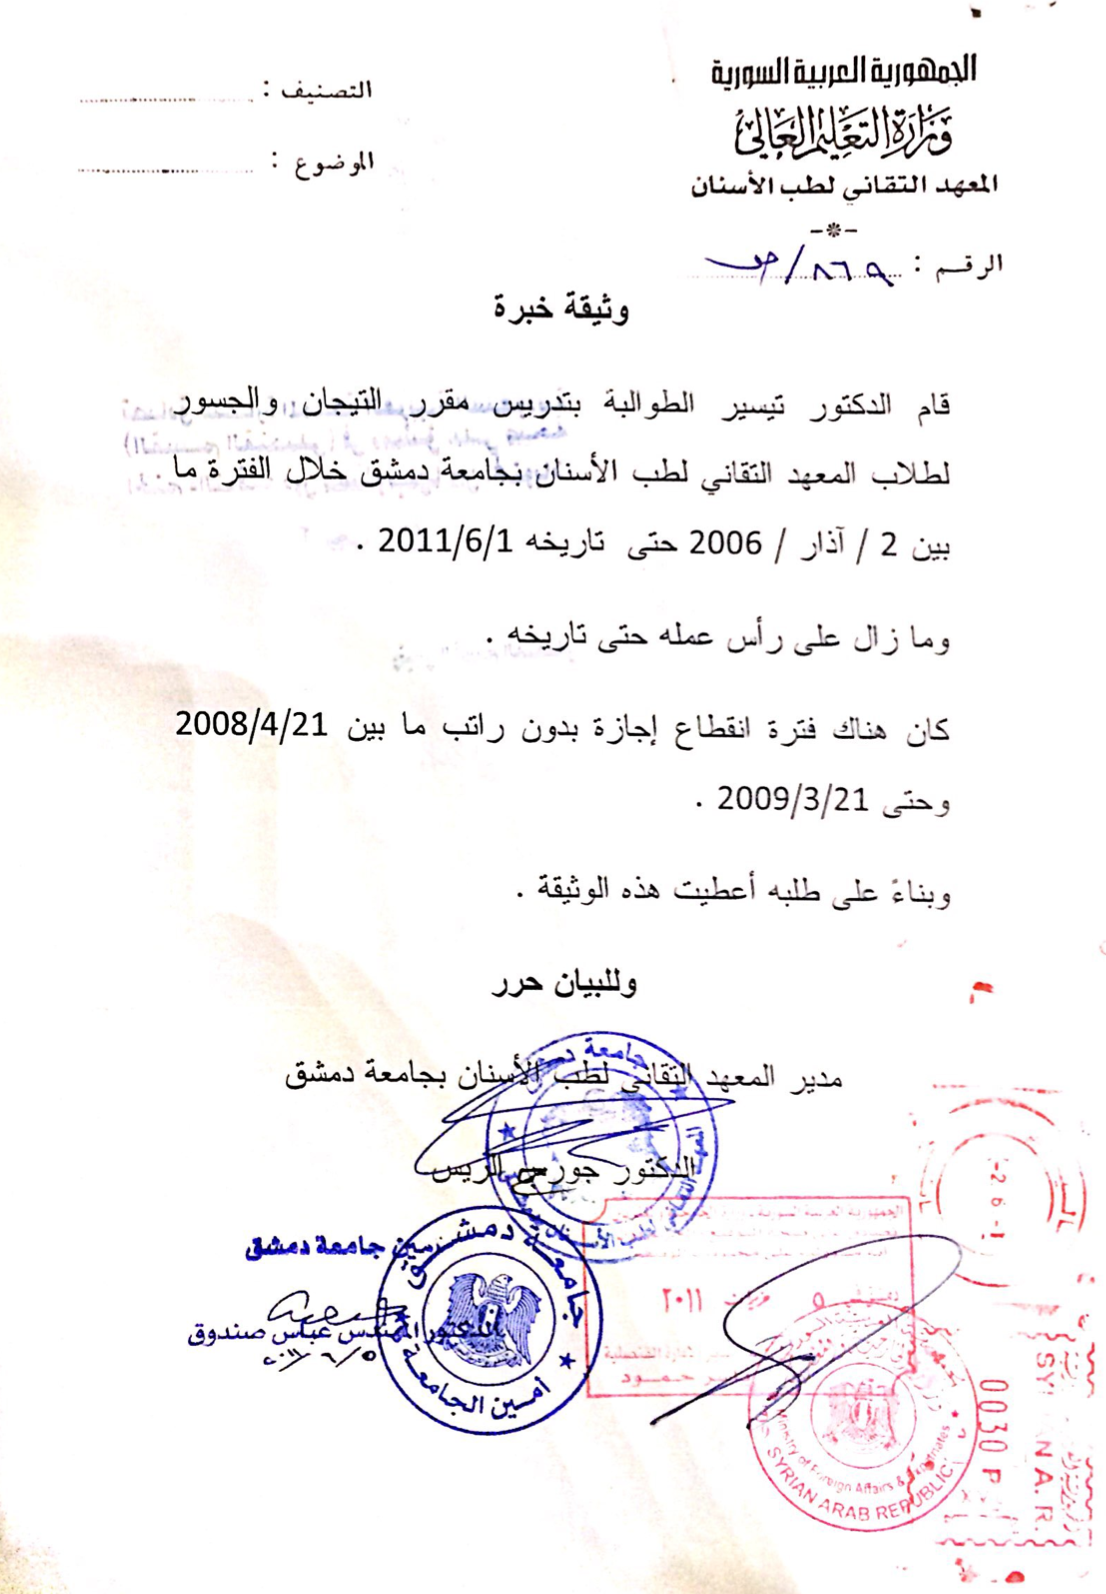 الجمهورية العربية السورية
وزارة التعليم العالي
المعهد التقاني لطب الأسنان
-*-
الرقم : ٨٦٩/ص
التصنيف :
الموضوع :
وثيقة خبرة
قام الدكتور تيسير الطوالبة بتدريس مقرر التيجان والجسور
لطلاب المعهد التقاني لطب الأسنان بجامعة دمشق خلال الفترة ما
بين 2 / آذار / 2006 حتى تاريخه 2011/6/1 .
وما زال على رأس عمله حتى تاريخه .
كان هناك فترة انقطاع إجازة بدون راتب ما بين 2008/4/21
وحتى 2009/3/21 .
وبناءً على طلبه أعطيت هذه الوثيقة .
وللبيان حرر
مدير المعهد التقاني لطب الأسنان بجامعة دمشق
الدكتور جورج الريس
جامعة دمشق
الدكتور المهندس عباس صندوق
جامعة دمشق
أمين الجامعة
الجمهورية العربية السورية
٢٠١١
حمود
Ministry of Foreign Affairs & Expatriates
SYRIAN ARAB REPUBLIC
0030 P
A.R.